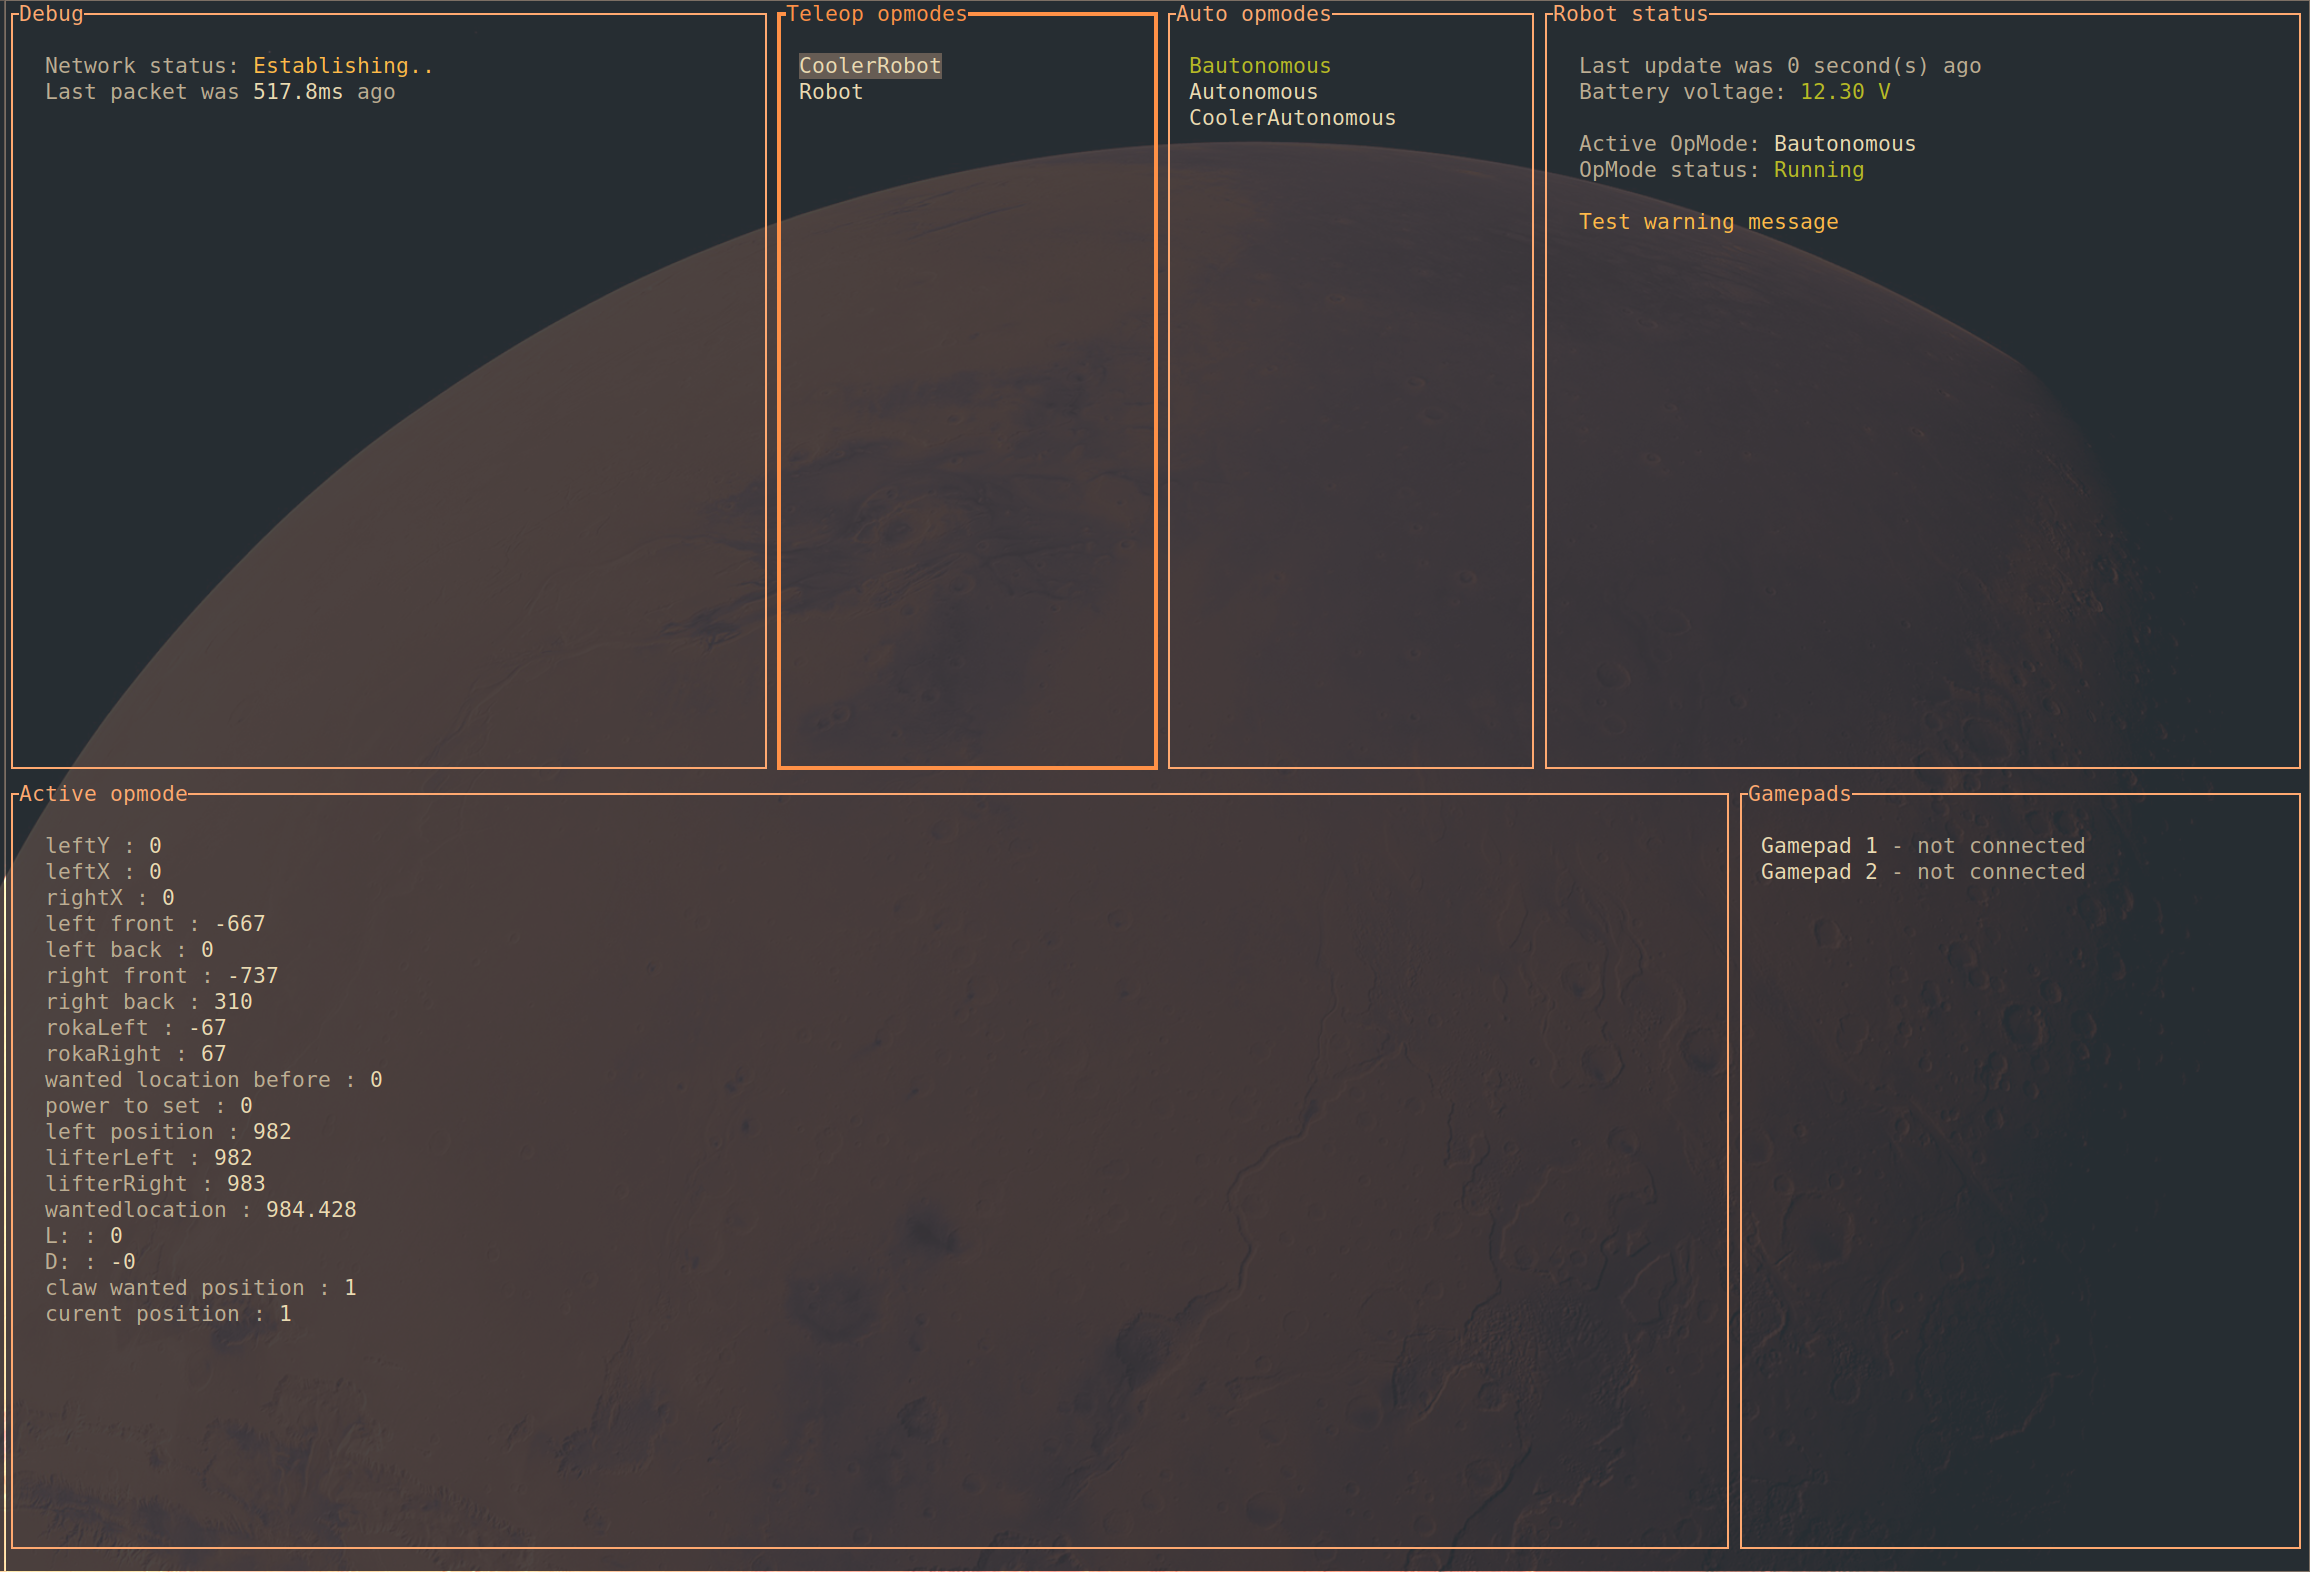 Debug
Network status: Establishing..
Last packet was 517.8ms ago
Teleop opmodes
CoolerRobot
Robot
Auto opmodes
Bautonomous
Autonomous
CoolerAutonomous
Robot status
Last update was 0 second(s) ago
Battery voltage: 12.30 V
Active OpMode: Bautonomous
OpMode status: Running
Test warning message
Active opmode
leftY : 0
leftX : 0
rightX : 0
left front : -667
left back : 0
right front : -737
right back : 310
rokaLeft : -67
rokaRight : 67
wanted location before : 0
power to set : 0
left position : 982
lifterLeft : 982
lifterRight : 983
wantedlocation : 984.428
L: : 0
D: : -0
claw wanted position : 1
curent position : 1
Gamepads
Gamepad 1 - not connected
Gamepad 2 - not connected